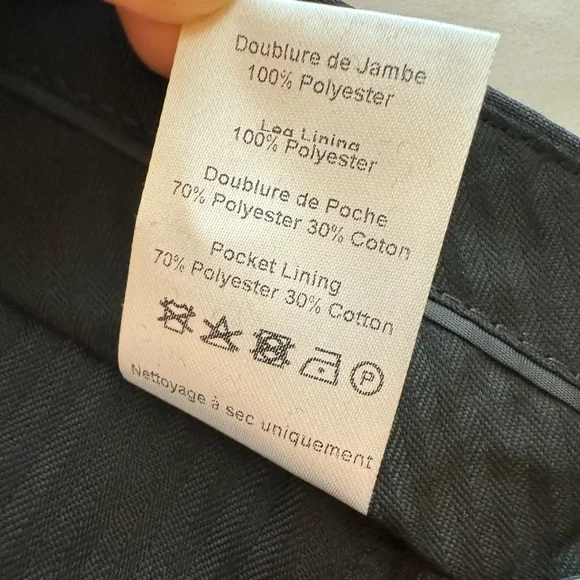 Doublure de Jambe
100% Polyester
Leg Lining
100% Polyester
Doublure de Poche
70% Polyester 30% Coton
Pocket Lining
70% Polyester 30% Cotton
P
Nettoyage à sec uniquement